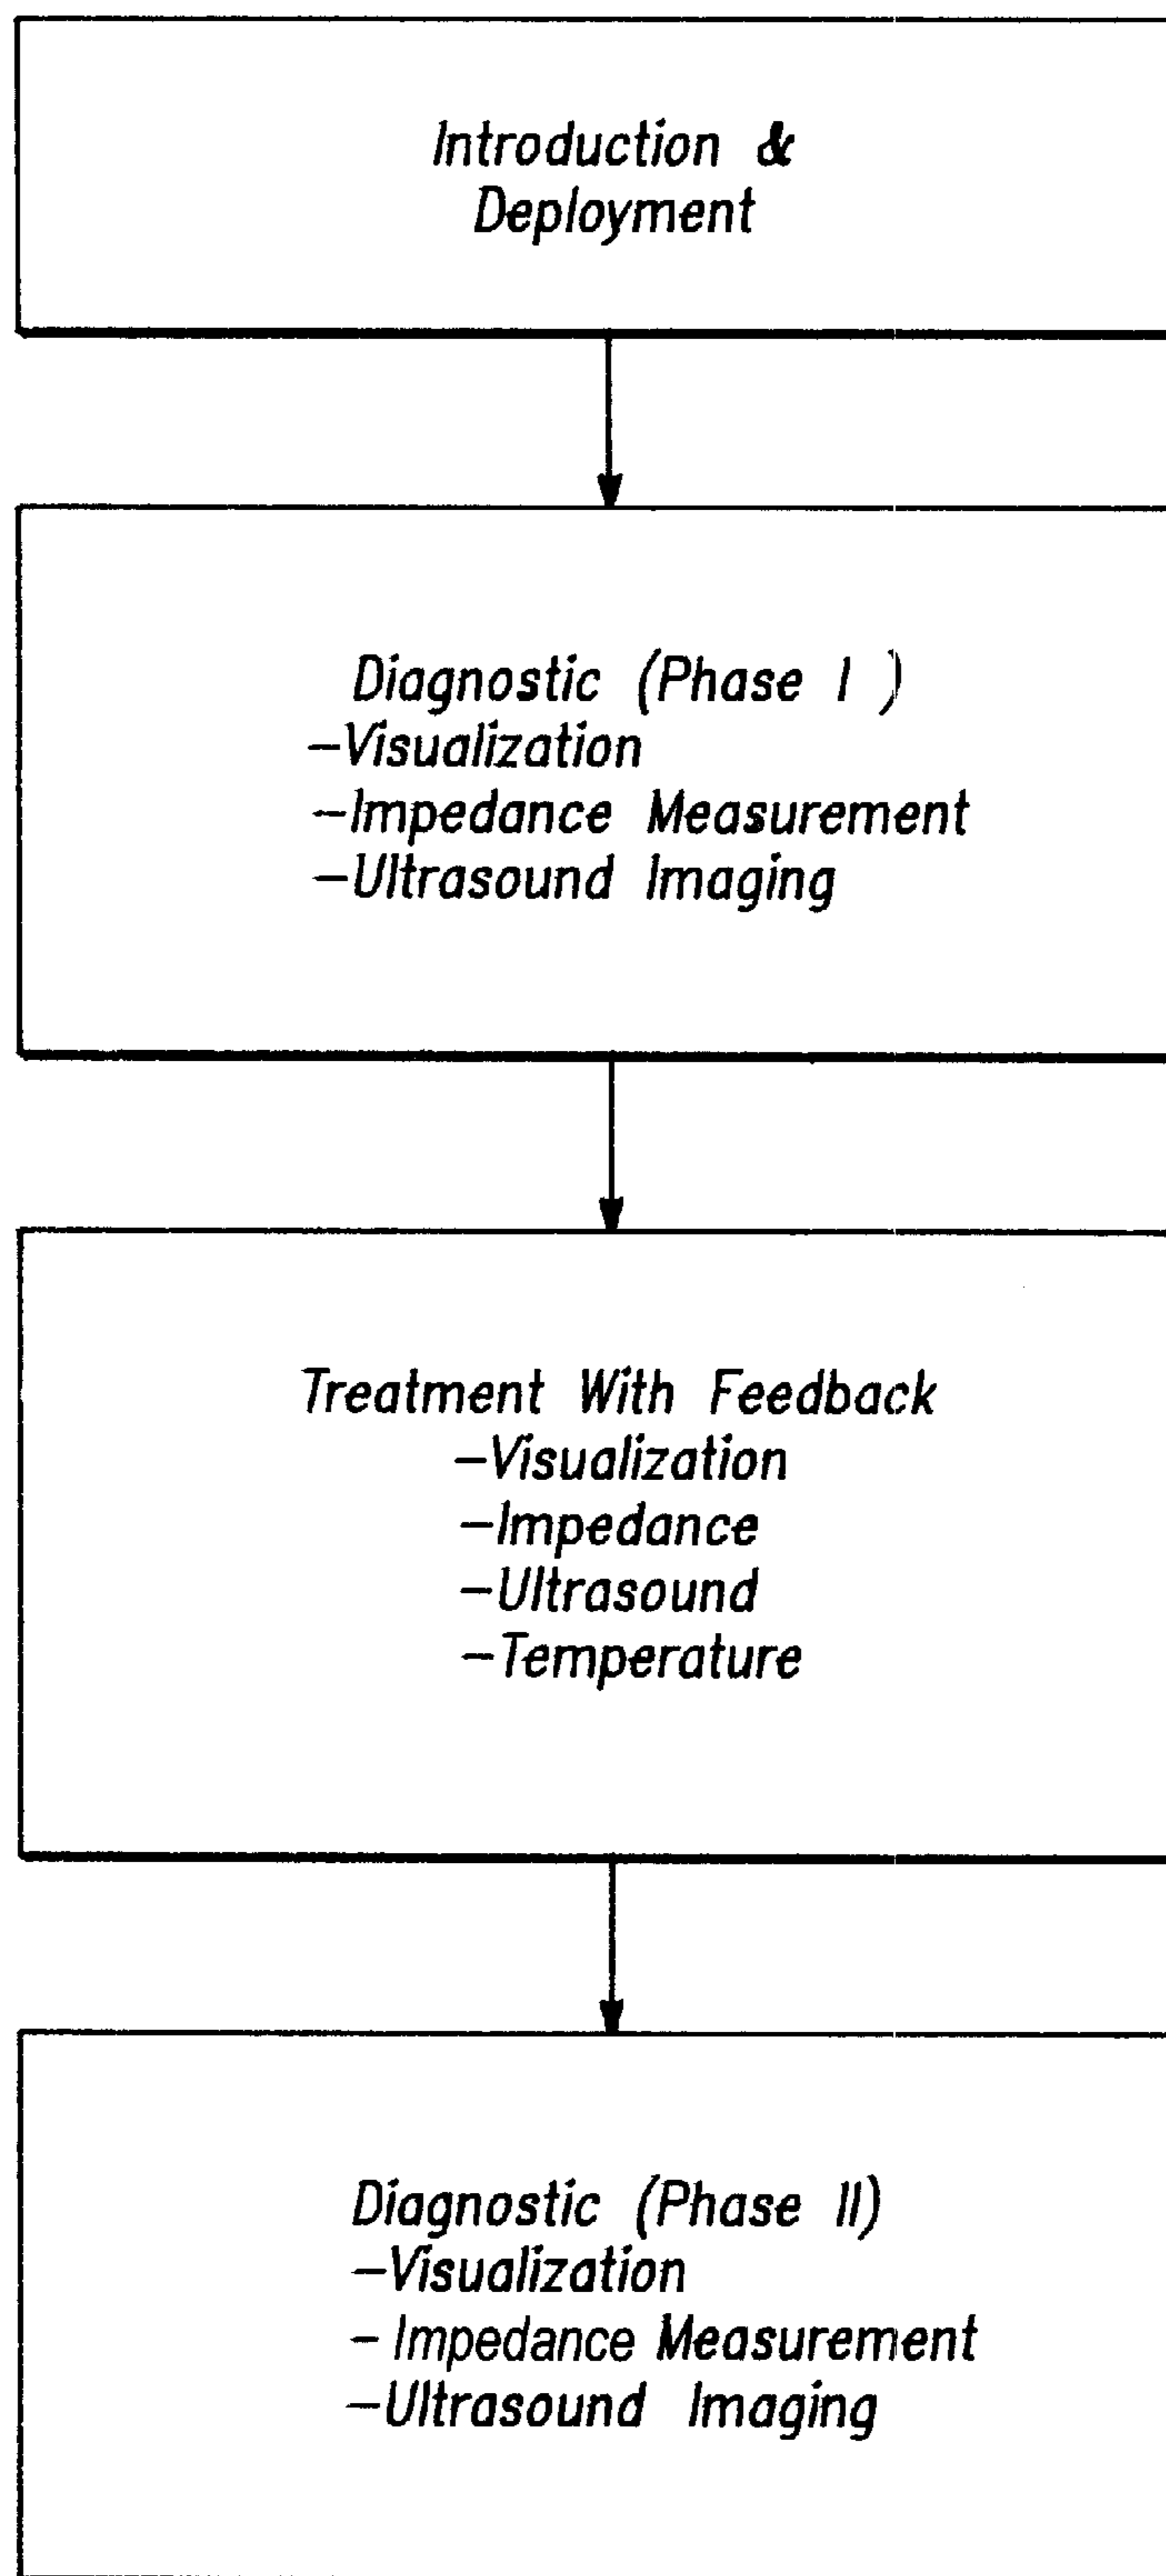 Introduction &
Deployment
Diagnostic (Phase I )
-Visualization
-Impedance Measurement
-Ultrasound Imaging
Treatment With Feedback
-Visualization
-Impedance
-Ultrasound
-Temperature
Diagnostic (Phase II)
-Visualization
- Impedance Measurement
-Ultrasound Imaging